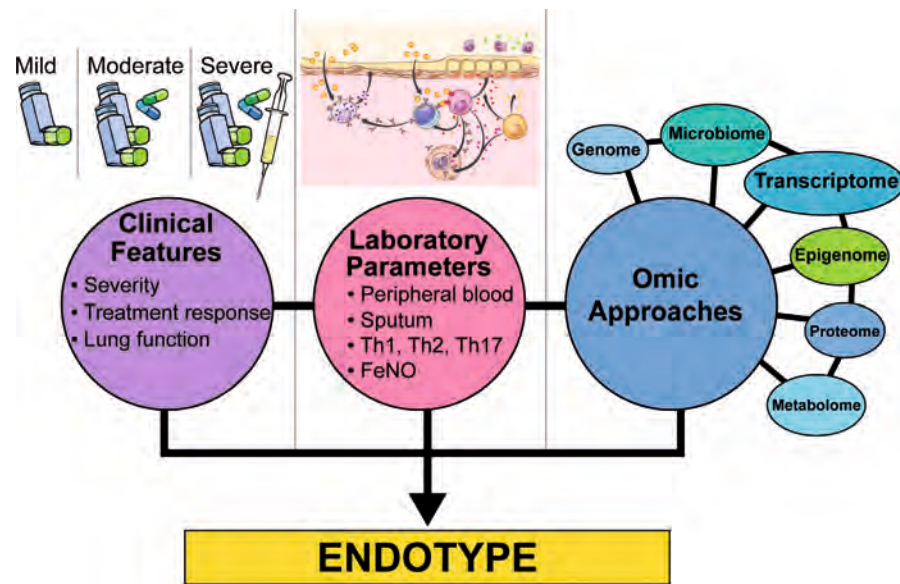 Mild
Moderate
Severe
Clinical
Features
• Severity
• Treatment response
• Lung function
Laboratory
Parameters
• Peripheral blood
• Sputum
• Th1, Th2, Th17
• FeNO
Omic
Approaches
Genome
Microbiome
Transcriptome
Epigenome
Proteome
Metabolome
ENDOTYPE